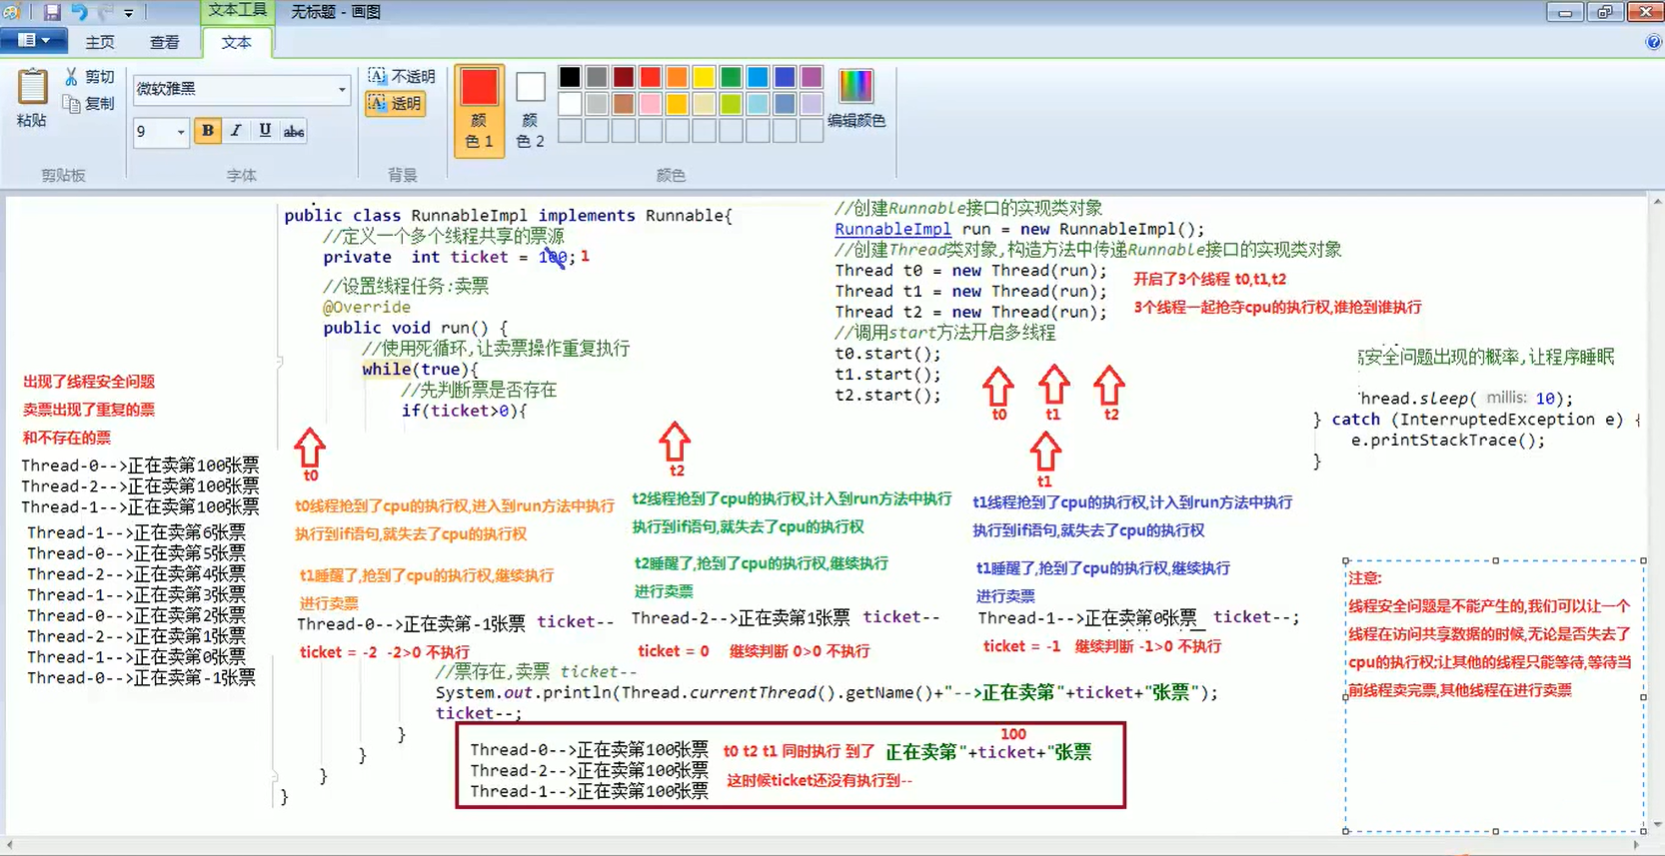 文本工具
无标题 - 画图
主页
查看
文本
粘贴
剪切
复制
剪贴板
微软雅黑
9
B I U abc
字体
不透明
透明
背景
颜
色 1
颜
色 2
编辑颜色
颜色
public class RunnableImpl implements Runnable{
//定义一个多个线程共享的票源
private int ticket = 100; 1
//设置线程任务:卖票
@Override
public void run() {
//使用死循环,让卖票操作重复执行
while(true){
//先判断票是否存在
if(ticket>0){
//创建Runnable接口的实现类对象
RunnableImpl run = new RunnableImpl();
//创建Thread类对象,构造方法中传递Runnable接口的实现类对象
Thread t0 = new Thread(run);
Thread t1 = new Thread(run);
Thread t2 = new Thread(run);
//调用start方法开启多线程
t0.start();
t1.start();
t2.start();
开启了3个线程 t0,t1,t2
3个线程一起抢夺cpu的执行权,谁抢到谁执行
t0
t1
t2
高安全问题出现的概率,让程序睡眠
Thread.sleep( millis: 10);
} catch (InterruptedException e) {
e.printStackTrace();
}
出现了线程安全问题
卖票出现了重复的票
和不存在的票
Thread-0-->正在卖第100张票
Thread-2-->正在卖第100张票
Thread-1-->正在卖第100张票
Thread-1-->正在卖第6张票
Thread-0-->正在卖第5张票
Thread-2-->正在卖第4张票
Thread-1-->正在卖第3张票
Thread-0-->正在卖第2张票
Thread-2-->正在卖第1张票
Thread-1-->正在卖第0张票
Thread-0-->正在卖第-1张票
t0
t0线程抢到了cpu的执行权,进入到run方法中执行
执行到if语句,就失去了cpu的执行权
t1睡醒了,抢到了cpu的执行权,继续执行
进行卖票
Thread-0-->正在卖第-1张票 ticket--
ticket = -2 -2>0 不执行
t2
t2线程抢到了cpu的执行权,计入到run方法中执行
执行到if语句,就失去了cpu的执行权
t2睡醒了,抢到了cpu的执行权,继续执行
进行卖票
Thread-2-->正在卖第1张票 ticket--
ticket = 0 继续判断 0>0 不执行
t1
t1线程抢到了cpu的执行权,计入到run方法中执行
执行到if语句,就失去了cpu的执行权
t1睡醒了,抢到了cpu的执行权,继续执行
进行卖票
Thread-1-->正在卖第0张票 ticket--;
ticket = -1 继续判断 -1>0 不执行
//票存在,卖票 ticket--
System.out.println(Thread.currentThread().getName()+"-->正在卖第"+ticket+"张票");
ticket--;
}
}
}
}
Thread-0-->正在卖第100张票
Thread-2-->正在卖第100张票
Thread-1-->正在卖第100张票
100
t0 t2 t1 同时执行 到了 正在卖第"+ticket+"张票
这时候ticket还没有执行到--
注意:
线程安全问题是不能产生的,我们可以让一个
线程在访问共享数据的时候,无论是否失去了
cpu的执行权;让其他的线程只能等待,等待当
前线程卖完票,其他线程在进行卖票